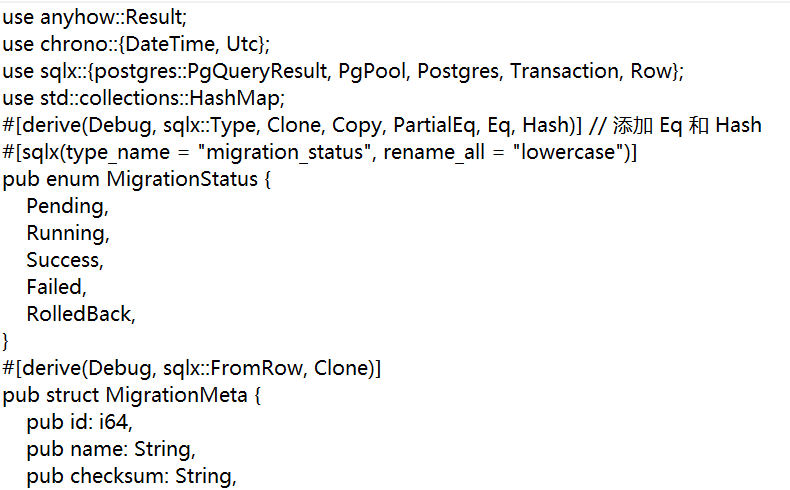 use anyhow::Result;
use chrono::{DateTime, Utc};
use sqlx::{postgres::PgQueryResult, PgPool, Postgres, Transaction, Row};
use std::collections::HashMap;
#[derive(Debug, sqlx::Type, Clone, Copy, PartialEq, Eq, Hash)] // 添加 Eq 和 Hash
#[sqlx(type_name = "migration_status", rename_all = "lowercase")]
pub enum MigrationStatus {
    Pending,
    Running,
    Success,
    Failed,
    RolledBack,
}
#[derive(Debug, sqlx::FromRow, Clone)]
pub struct MigrationMeta {
    pub id: i64,
    pub name: String,
    pub checksum: String,